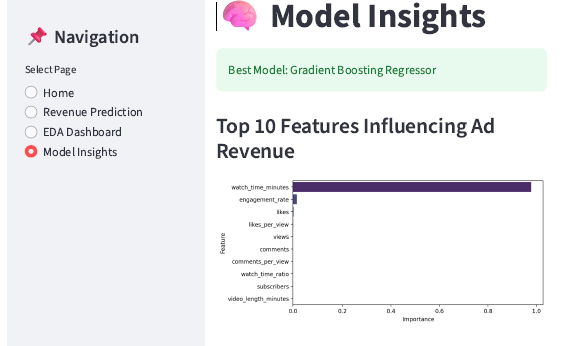 Navigation
Select Page
Home
Revenue Prediction
EDA Dashboard
Model Insights
Model Insights
Best Model: Gradient Boosting Regressor
Top 10 Features Influencing Ad
Revenue
Feature
watch_time_minutes
engagement_rate
likes
likes_per_view
views
comments
comments_per_view
watch_time_ratio
subscribers
video_length_minutes
0.0 0.2 0.4 0.6 0.8 1.0
Importance